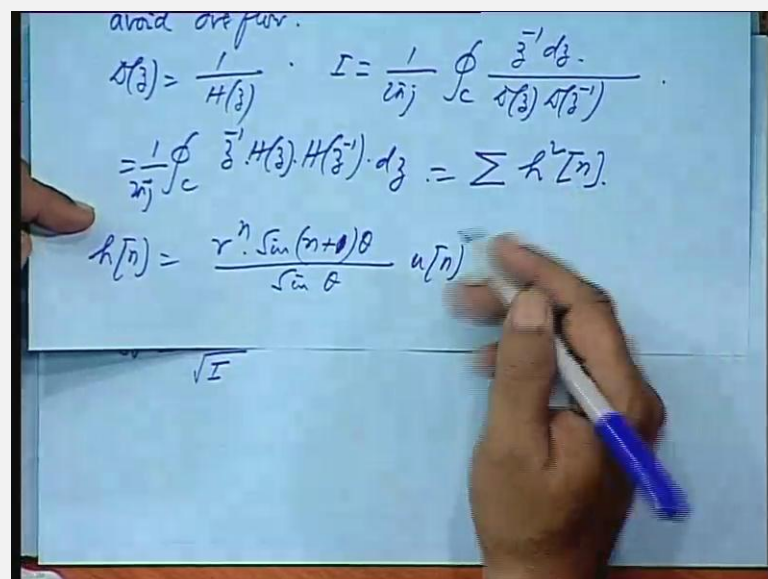 avoid overflow.
D(z) = 1/H(z) . I = 1/2πj ∮c z⁻¹dz. / D(z) D(z⁻¹) .
= 1/2πj ∮c z⁻¹.H(z).H(z⁻¹).dz = Σ h²[n].
h[n] = rⁿ. Sin(n+1)θ / Sin θ u[n]
√I